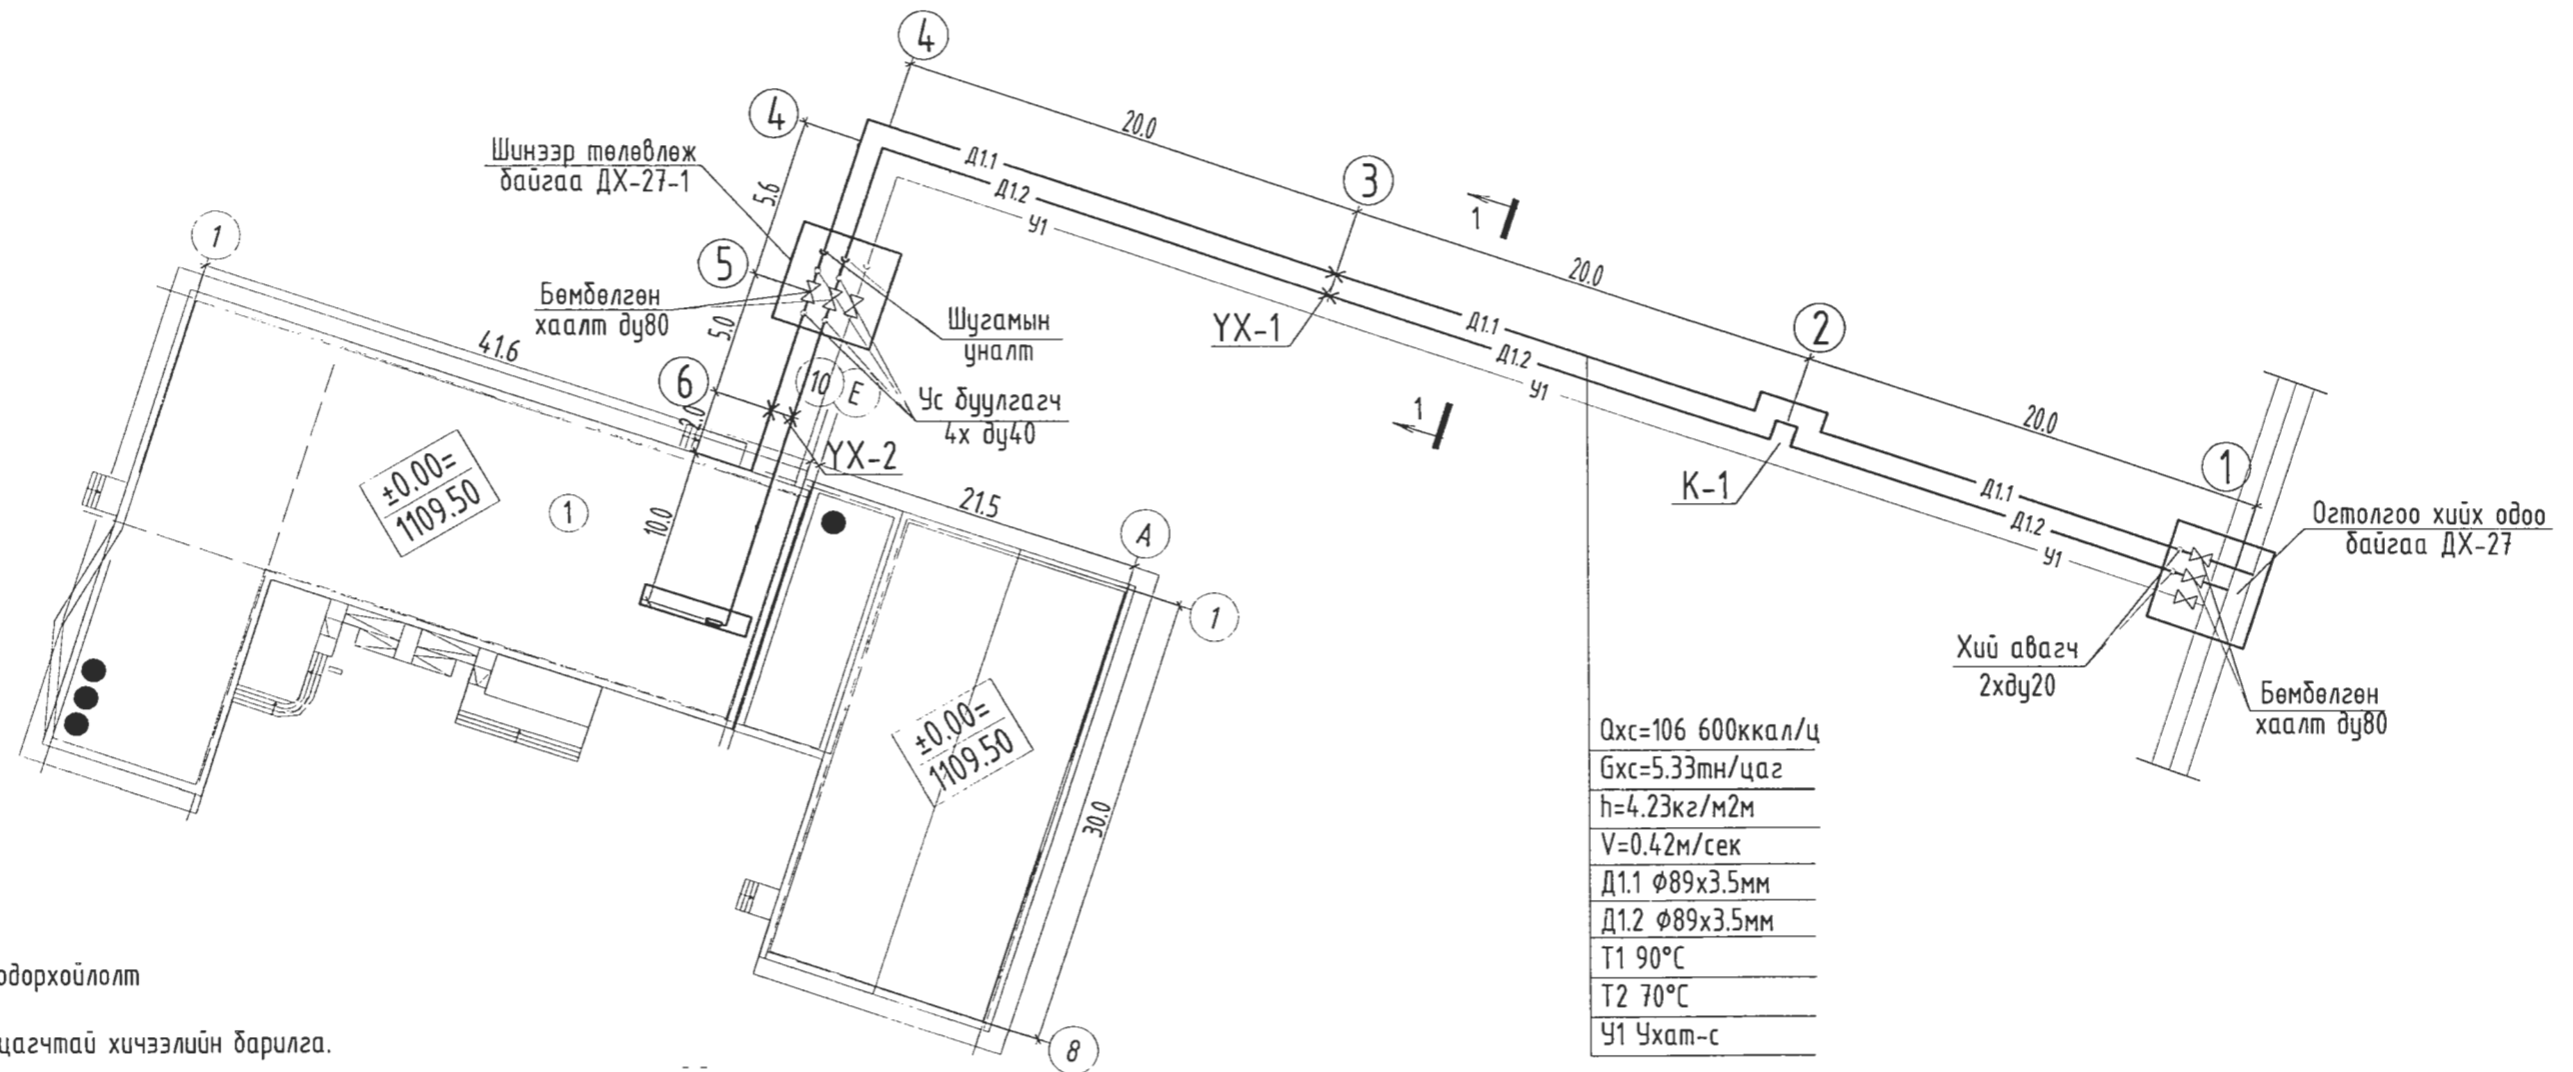 4
4
20.0
Д1.1
Д1.2
У1
3
1
20.0
Шинээр төлөвлөж
байгаа ДХ-27-1
5.6
1
5
Бөмбөлгөн
хаалт ду80
5.0
Шугамын
уналт
ҮХ-1
Д1.1
Д1.2
У1
2
41.6
6
10
Е
Ус буулгагч
4х ду40
1
20.0
2.0
ҮХ-2
К-1
1
±0.00=
1109.50
1
10.0
21.5
А
Д1.1
Д1.2
У1
Огтолгоо хийх одоо
байгаа ДХ-27
1
Хий авагч
2хду20
Бөмбөлгөн
хаалт ду80
±0.00=
1109.50
30.0
Qхс=106 600ккал/ц
Gхс=5.33тн/цаг
h=4.23кг/м2м
V=0.42м/сек
Д1.1 ф89х3.5мм
Д1.2 ф89х3.5мм
Т1 90°С
Т2 70°С
У1 Ухат-с
одорхойлолт
цагчтай хичээлийн барилга.
8